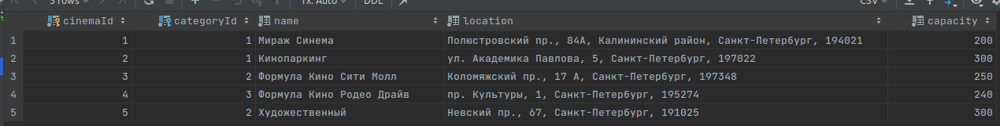 5 rows Tx: Auto DDL CSV
cinemaId categoryId name location capacity
1 1 1 Мираж Синема Полюстровский пр., 84А, Калининский район, Санкт-Петербург, 194021 200
2 2 1 Кинопаркинг ул. Академика Павлова, 5, Санкт-Петербург, 197022 300
3 3 2 Формула Кино Сити Молл Коломяжский пр., 17 А, Санкт-Петербург, 197348 250
4 4 3 Формула Кино Родео Драйв пр. Культуры, 1, Санкт-Петербург, 195274 240
5 5 2 Художественный Невский пр., 67, Санкт-Петербург, 191025 300